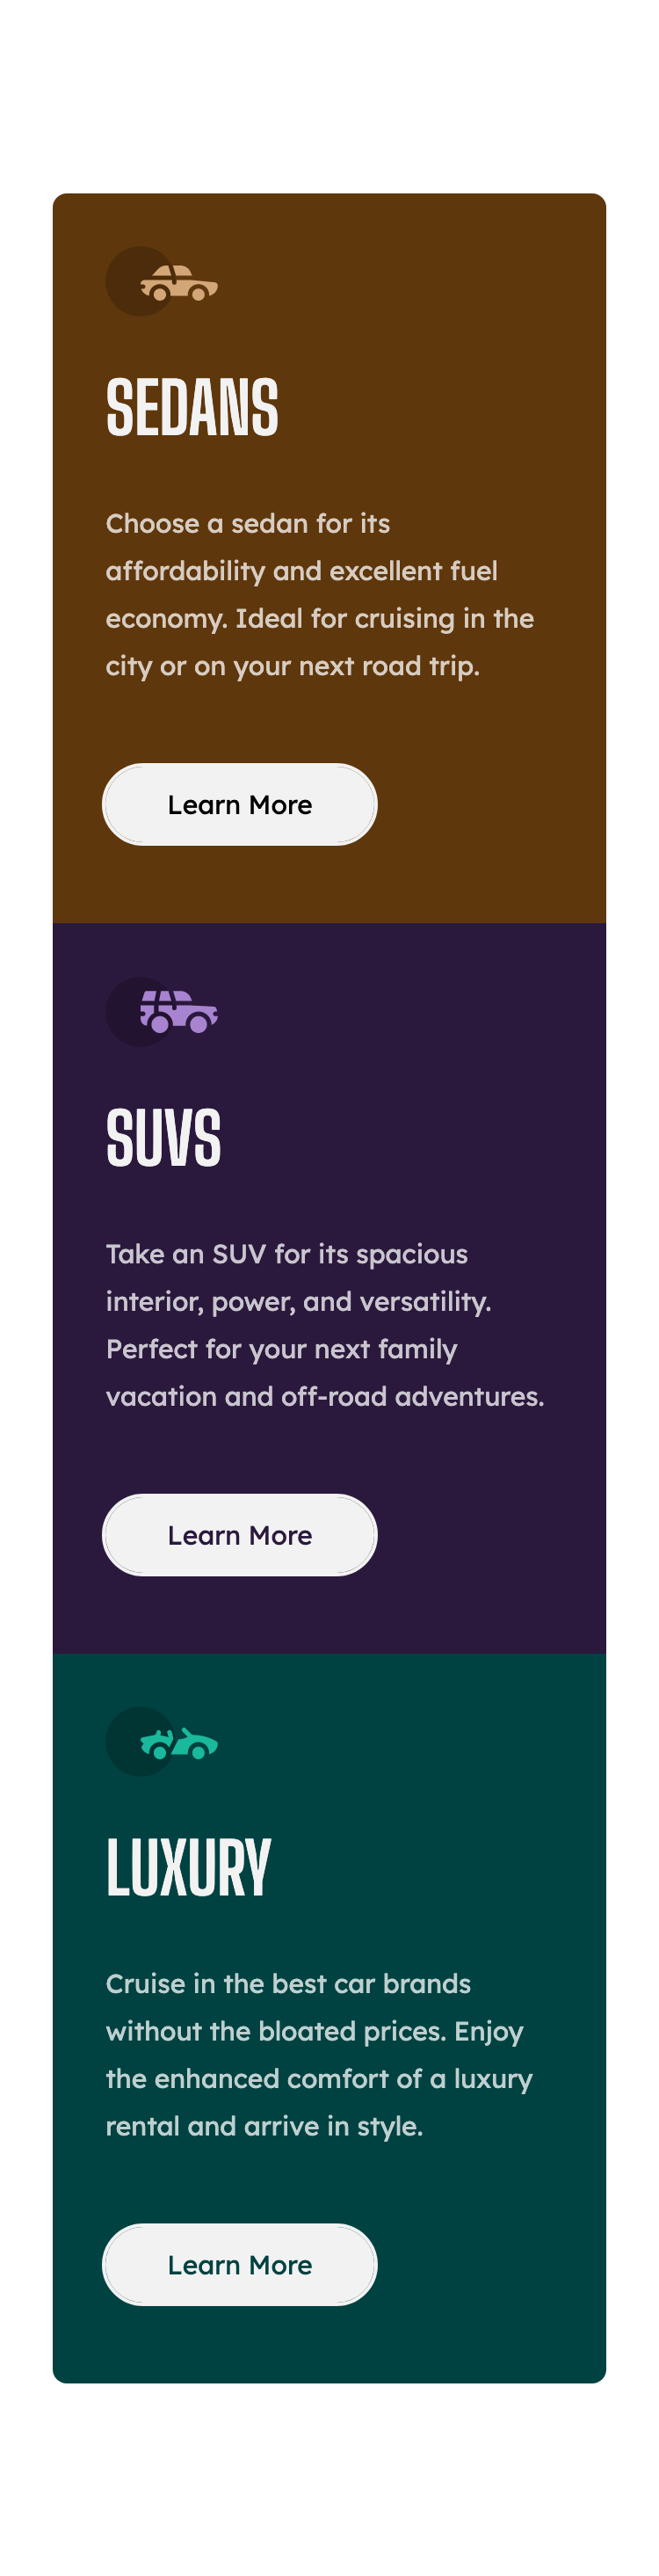 SEDANS
Choose a sedan for its
affordability and excellent fuel
economy. Ideal for cruising in the
city or on your next road trip.
Learn More
SUVS
Take an SUV for its spacious
interior, power, and versatility.
Perfect for your next family
vacation and off-road adventures.
Learn More
LUXURY
Cruise in the best car brands
without the bloated prices. Enjoy
the enhanced comfort of a luxury
rental and arrive in style.
Learn More